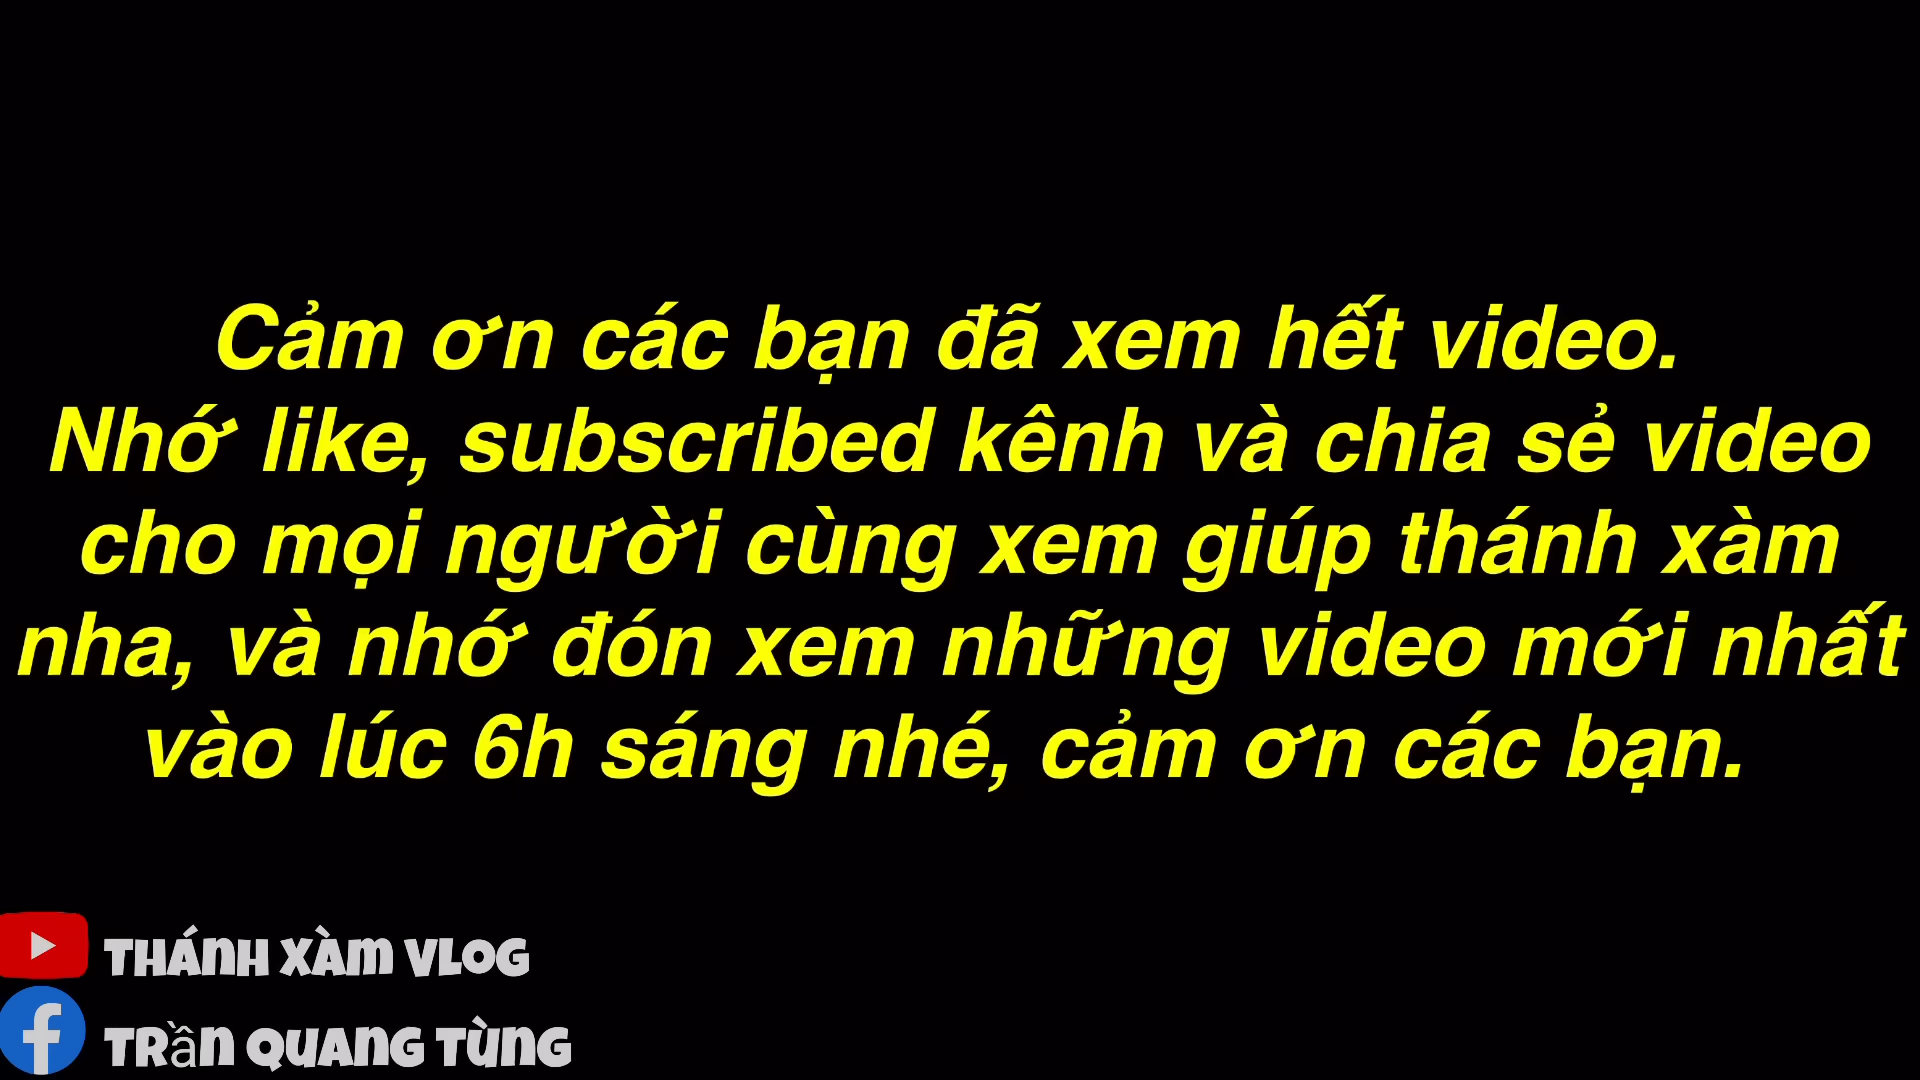 Cảm ơn các bạn đã xem hết video.
Nhớ like, subscribed kênh và chia sẻ video
cho mọi người cùng xem giúp thánh xàm
nha, và nhớ đón xem những video mới nhất
vào lúc 6h sáng nhé, cảm ơn các bạn.
THÁNH XÀM VLOG
TRẦN QUANG TÙNG